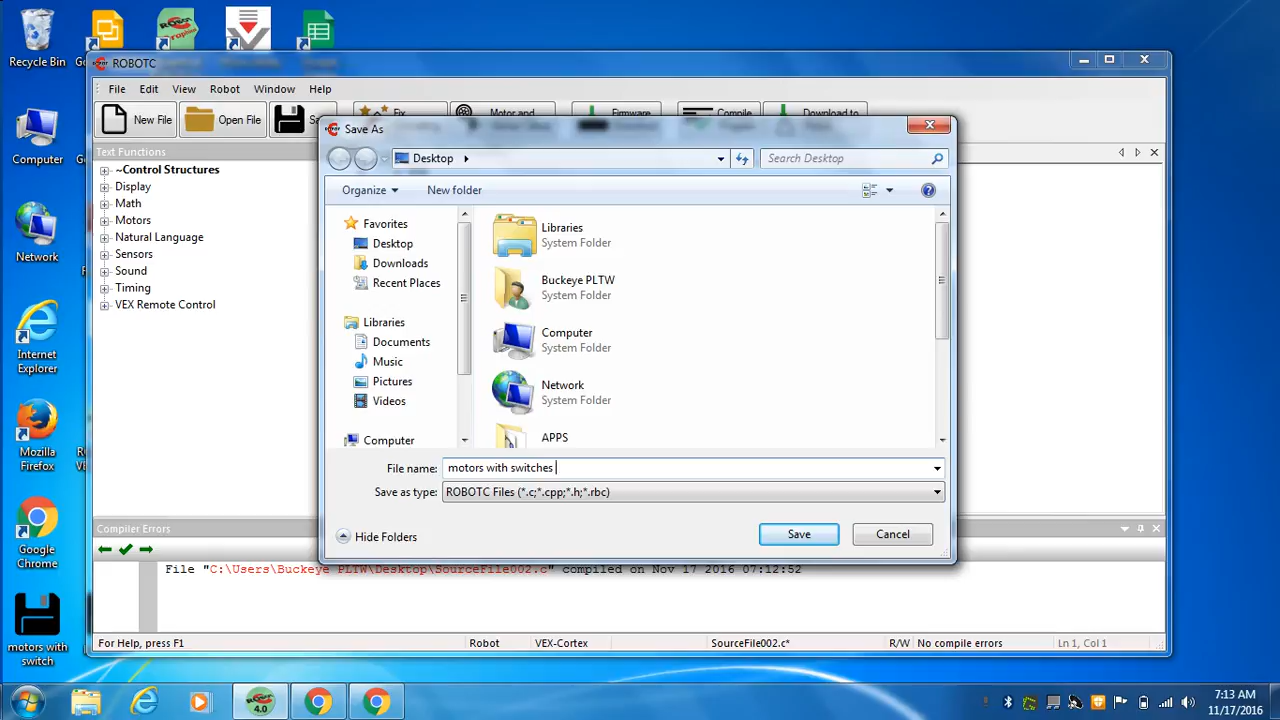 Recycle Bin
ROBOTC
File Edit View Robot Window Help
New File Open File
Save As
Text Functions
Computer
Desktop
Search Desktop
~Control Structures
Display
Math
Motors
Natural Language
Sensors
Sound
Timing
VEX Remote Control
Organize New folder
Favorites
Desktop
Downloads
Recent Places
Libraries
Documents
Music
Pictures
Videos
Computer
Libraries
System Folder
Buckeye PLTW
System Folder
Computer
System Folder
Network
System Folder
APPS
Network
Internet
Explorer
Mozilla
Firefox
Google
Chrome
motors with
switch
File name: motors with switches
Save as type: ROBOTC Files (*.c;*.cpp;*.h;*.rbc)
Hide Folders Save Cancel
Compiler Errors
File "C:\Users\Buckeye PLTW\Desktop\SourceFile002.c" compiled on Nov 17 2016 07:12:52
For Help, press F1 Robot VEX-Cortex SourceFile002.c* R/W No compile errors Ln 1, Col 1
4.0
7:13 AM
11/17/2016